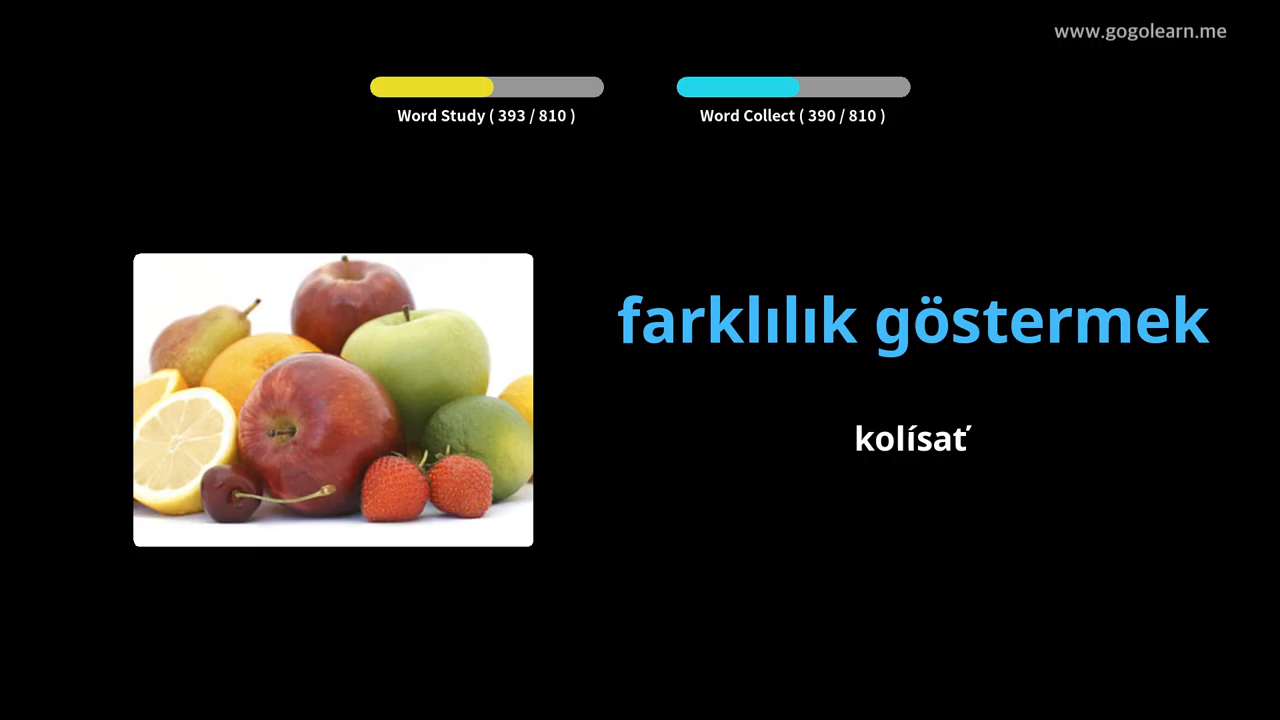 www.gogolearn.me
Word Study ( 393 / 810 )
Word Collect ( 390 / 810 )
farklılık göstermek
kolísať